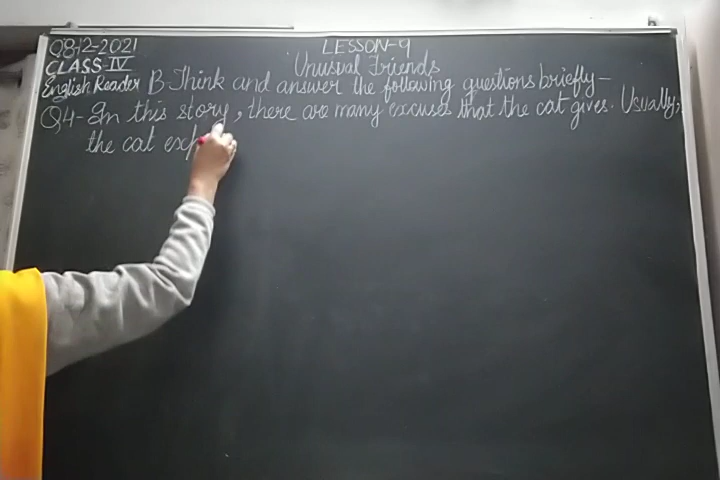 08-12-2021
LESSON-9
CLASS-IV
Unusual Friends
English Reader B-Think and answer the following questions briefly-
Q4- In this story, there are many excuses that the cat gives. Usually,
the cat exp